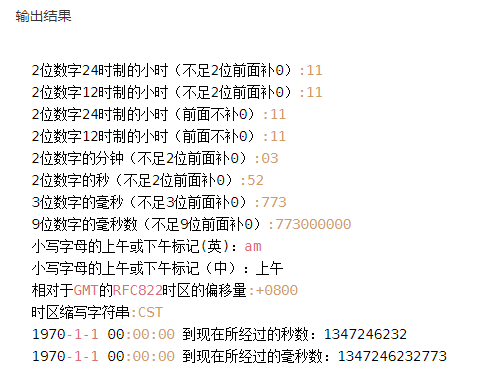 输出结果
2位数字24时制的小时（不足2位前面补0）:11
2位数字12时制的小时（不足2位前面补0）:11
2位数字24时制的小时（前面不补0）:11
2位数字12时制的小时（前面不补0）:11
2位数字的分钟（不足2位前面补0）:03
2位数字的秒（不足2位前面补0）:52
3位数字的毫秒（不足3位前面补0）:773
9位数字的毫秒数（不足9位前面补0）:773000000
小写字母的上午或下午标记(英)：am
小写字母的上午或下午标记（中）：上午
相对于GMT的RFC822时区的偏移量:+0800
时区缩写字符串:CST
1970-1-1 00:00:00 到现在所经过的秒数：1347246232
1970-1-1 00:00:00 到现在所经过的毫秒数：1347246232773